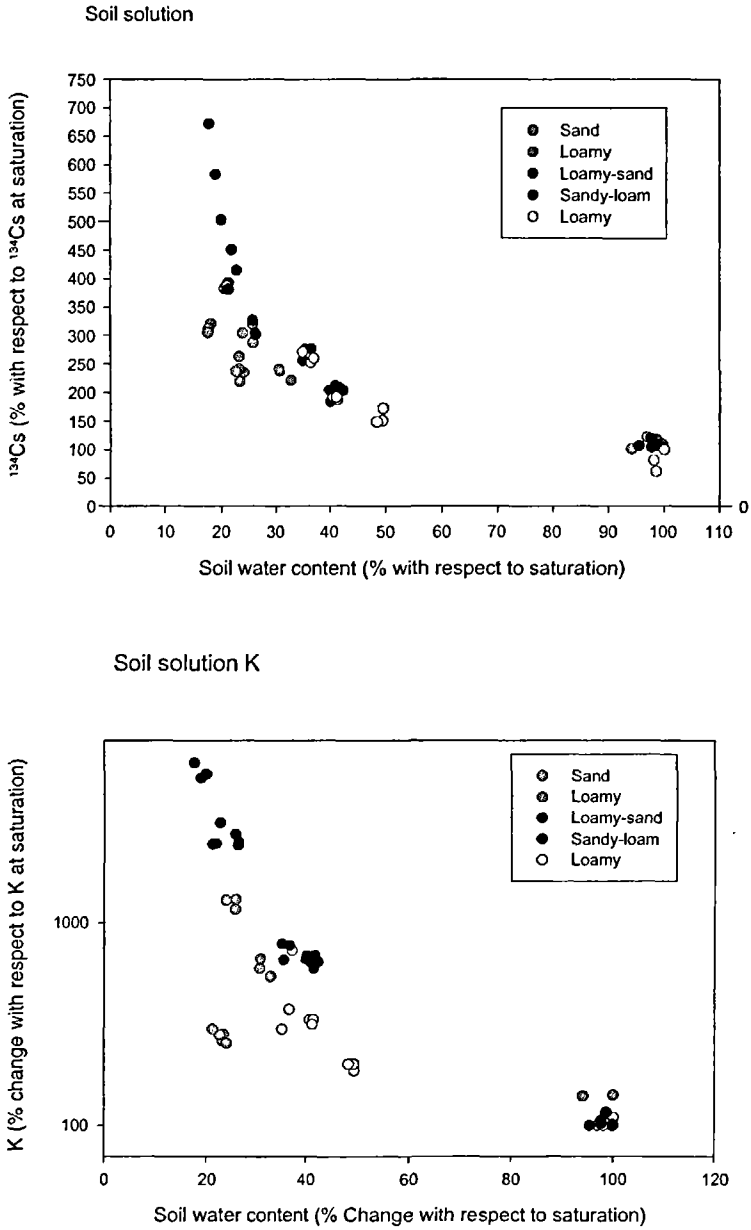 Soil solution
¹³⁴Cs (% with respect to ¹³⁴Cs at saturation)
750
700
650
600
550
500
450
400
350
300
250
200
150
100
50
0
Sand
Loamy
Loamy-sand
Sandy-loam
Loamy
0
0 10 20 30 40 50 60 70 80 90 100 110
Soil water content (% with respect to saturation)
Soil solution K
K (% change with respect to K at saturation)
1000
100
Sand
Loamy
Loamy-sand
Sandy-loam
Loamy
0 20 40 60 80 100 120
Soil water content (% Change with respect to saturation)